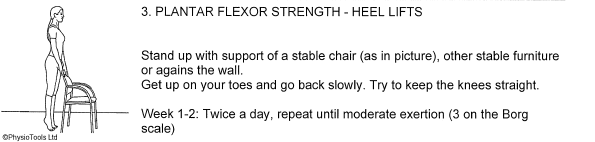 3. PLANTAR FLEXOR STRENGTH - HEEL LIFTS
Stand up with support of a stable chair (as in picture), other stable furniture
or agains the wall.
Get up on your toes and go back slowly. Try to keep the knees straight.
Week 1-2: Twice a day, repeat until moderate exertion (3 on the Borg
scale)
©PhysioTools Ltd